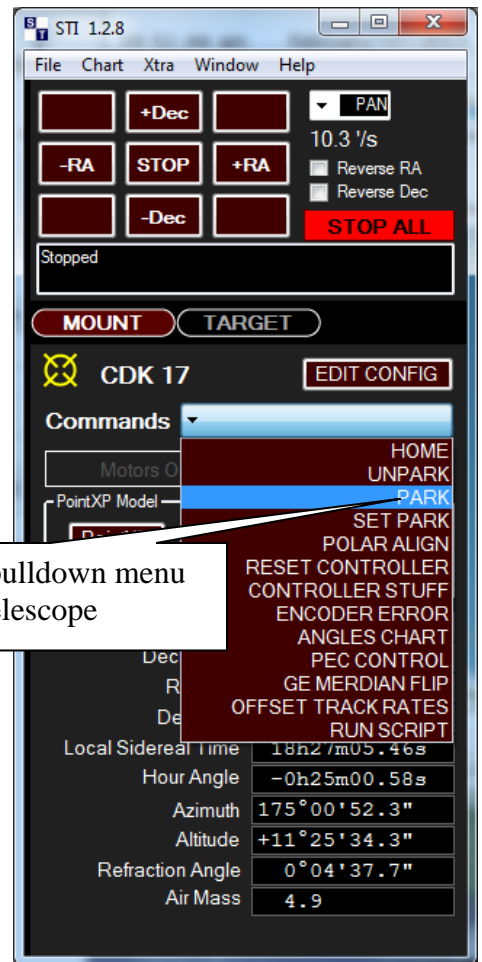 STI 1.2.8
File Chart Xtra Window Help
+Dec
PAN
10.3 '/s
-RA STOP +RA
Reverse RA
Reverse Dec
-Dec
STOP ALL
Stopped
MOUNT TARGET
CDK 17 EDIT CONFIG
Commands
HOME
Motors O
UNPARK
PointXP Model
PARK
SET PARK
POLAR ALIGN
pulldown menu
RESET CONTROLLER
CONTROLLER STUFF
elescope
ENCODER ERROR
ANGLES CHART
Dec
PEC CONTROL
R
GE MERDIAN FLIP
De
OFFSET TRACK RATES
RUN SCRIPT
Local Sidereal Time 18h27m05.46s
Hour Angle -0h25m00.58s
Azimuth 175°00'52.3"
Altitude +11°25'34.3"
Refraction Angle 0°04'37.7"
Air Mass 4.9